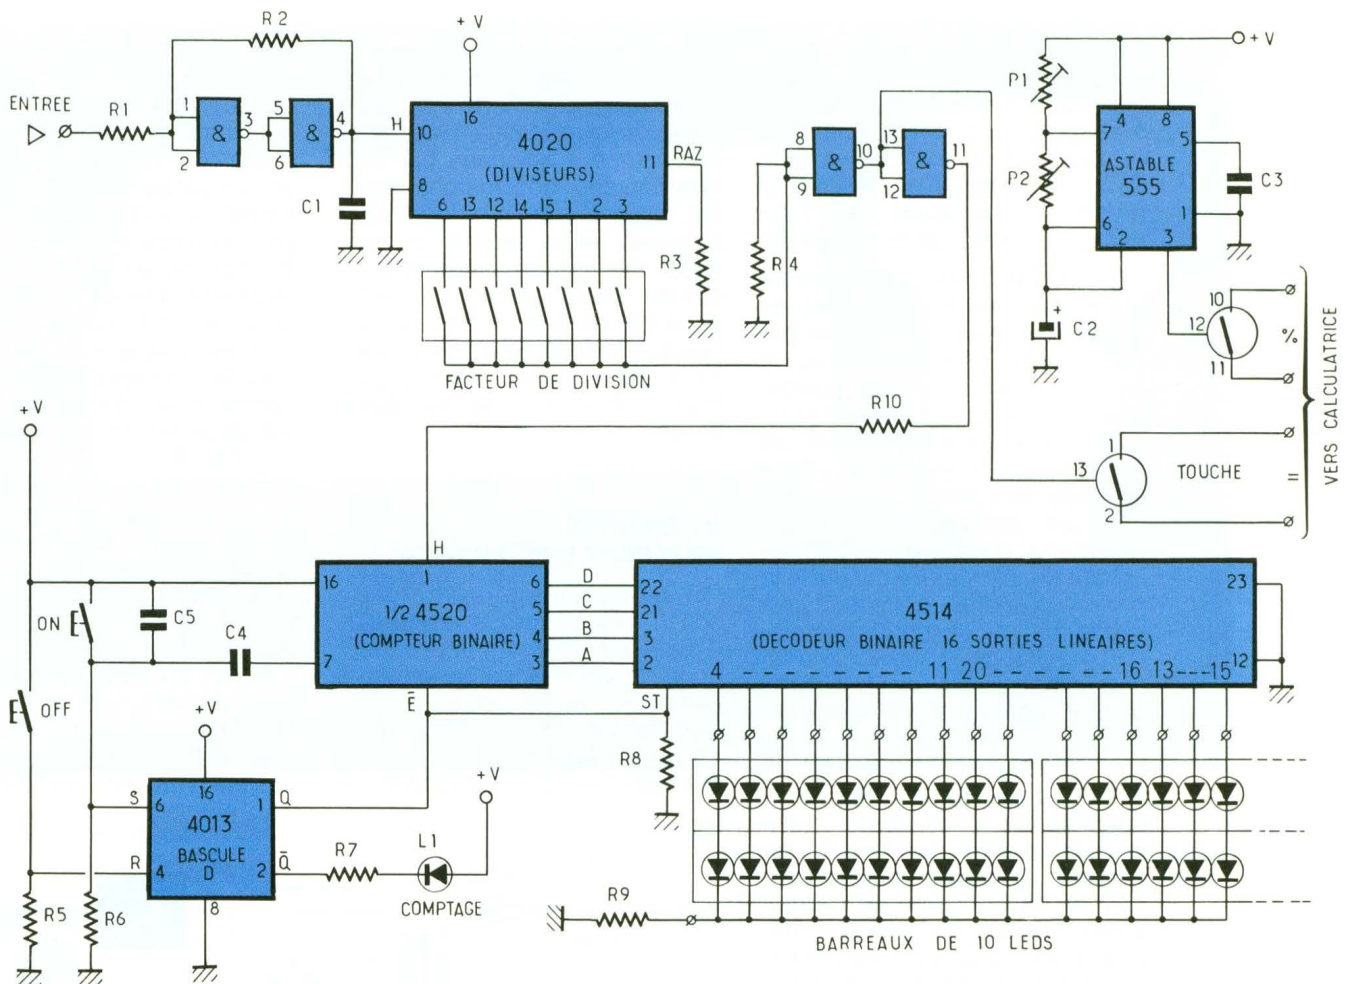 R2
+ V
+ V
ENTREE
R1
1
2
&
3
5
6
&
4
H
10
16
4020
(DIVISEURS)
11
RAZ
8
6 13 12 14 15 1 2 3
C1
R3
R4
FACTEUR DE DIVISION
8
9
&
10
13
12
&
11
P1
P2
7
4
8
5
ASTABLE
555
6
2
1
3
C3
+
C2
10
12
11
%
1
13
2
TOUCHE
=
VERS CALCULATRICE
R10
+ V
H
ON
C5
C4
16
1
1/2 4520
(COMPTEUR BINAIRE)
7
6
5
4
3
D
C
B
A
Ē
22
21
3
2
4514
(DECODEUR BINAIRE 16 SORTIES LINEAIRES)
23
12
4 - - - - - - - - 11 20 - - - - - - 16 13 - - - 15
ST
OFF
+V
S
R
6
4
16
4013
BASCULE
D
1
2
Q
Q̄
8
R5
R6
R7
L1
COMPTAGE
+ V
R8
R9
BARREAUX DE 10 LEDS